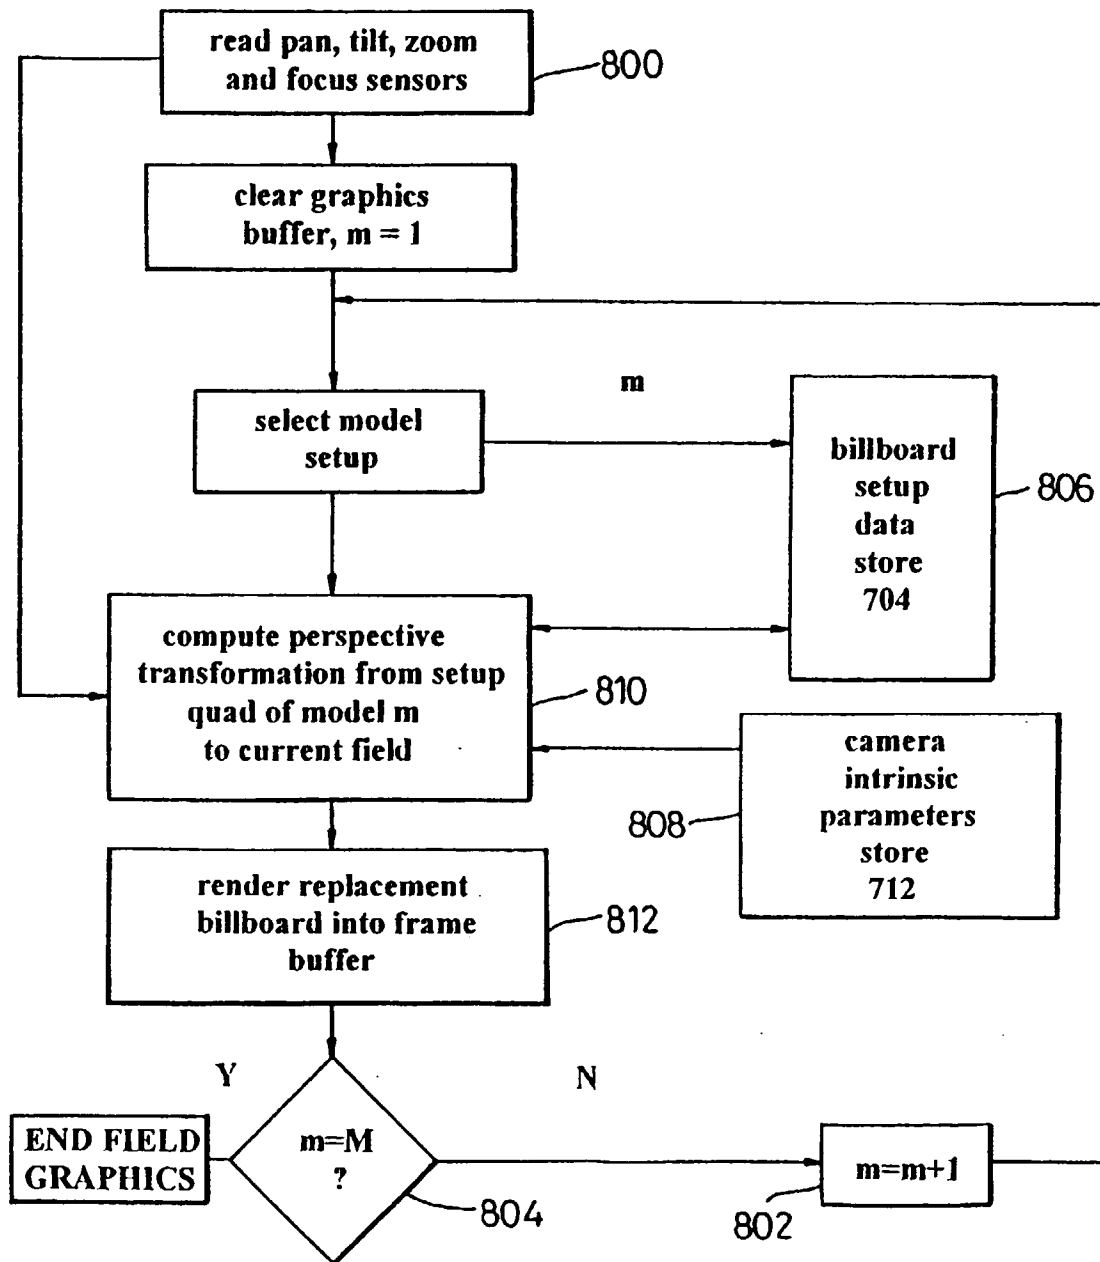 read pan, tilt, zoom
and focus sensors
800
clear graphics
buffer, m = 1
select model
setup
m
billboard
setup
data
store
704
806
compute perspective
transformation from setup
quad of model m
to current field
810
camera
intrinsic
parameters
store
712
808
render replacement
billboard into frame
buffer
812
Y
N
END FIELD
GRAPHICS
m=M
?
804
m=m+1
802